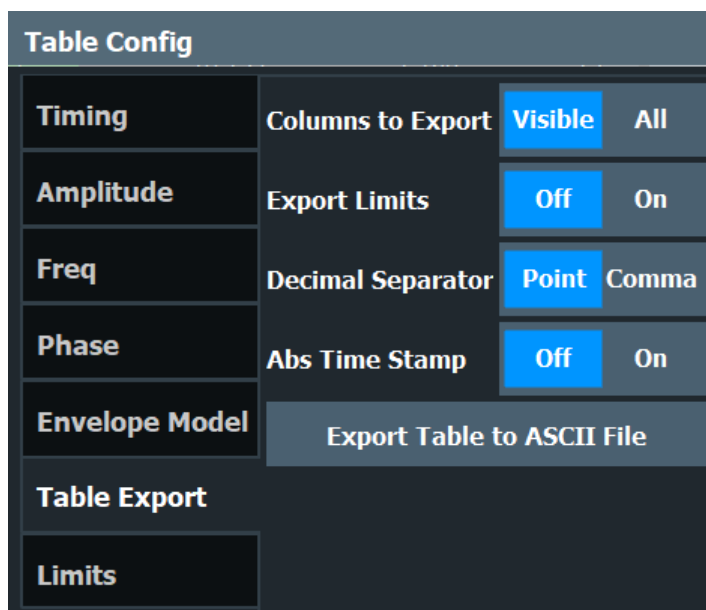 Table Config
Timing
Amplitude
Freq
Phase
Envelope Model
Table Export
Limits
Columns to Export Visible All
Export Limits Off On
Decimal Separator Point Comma
Abs Time Stamp Off On
Export Table to ASCII File